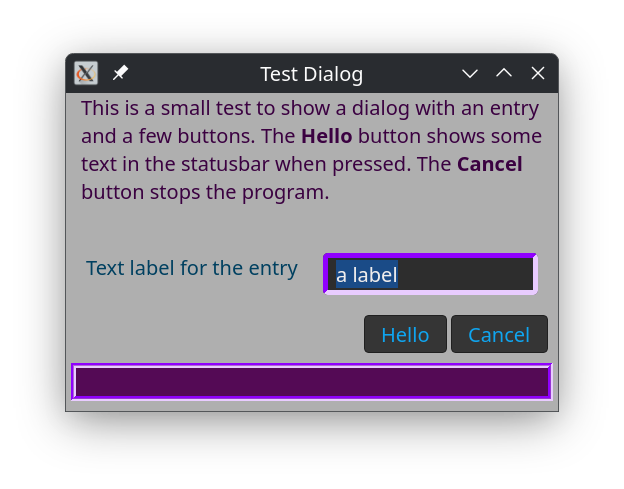 Test Dialog
This is a small test to show a dialog with an entry
and a few buttons. The Hello button shows some
text in the statusbar when pressed. The Cancel
button stops the program.
Text label for the entry
a label
Hello
Cancel